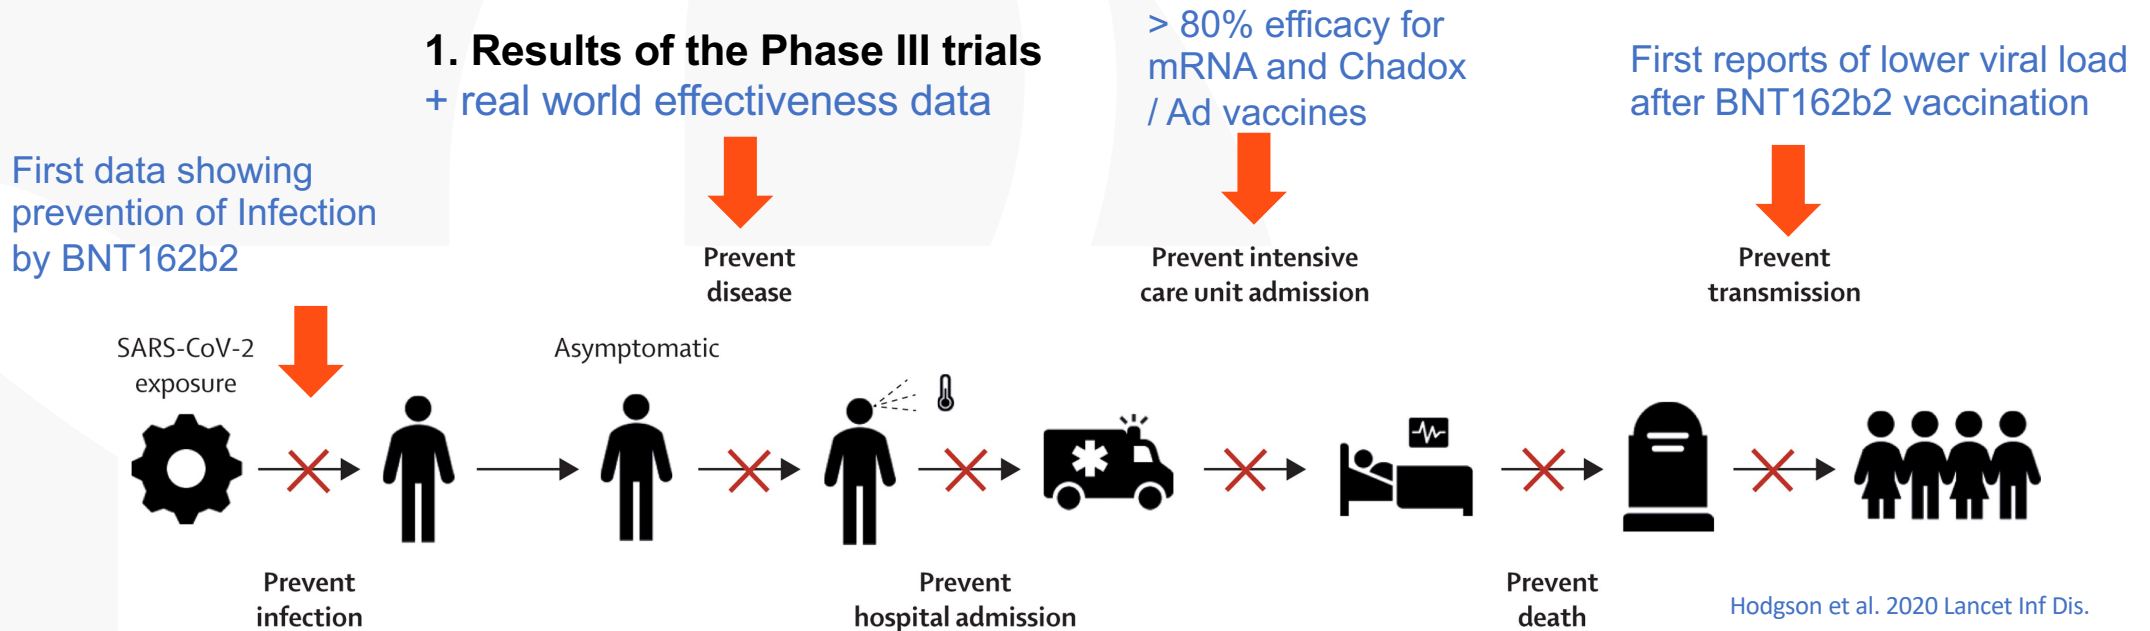 1. Results of the Phase III trials
+ real world effectiveness data
> 80% efficacy for
mRNA and Chadox
/ Ad vaccines
First reports of lower viral load
after BNT162b2 vaccination
First data showing
prevention of Infection
by BNT162b2
Prevent
disease
Prevent intensive
care unit admission
Prevent
transmission
SARS-CoV-2
exposure
Asymptomatic
Prevent
infection
Prevent
hospital admission
Prevent
death
Hodgson et al. 2020 Lancet Inf Dis.